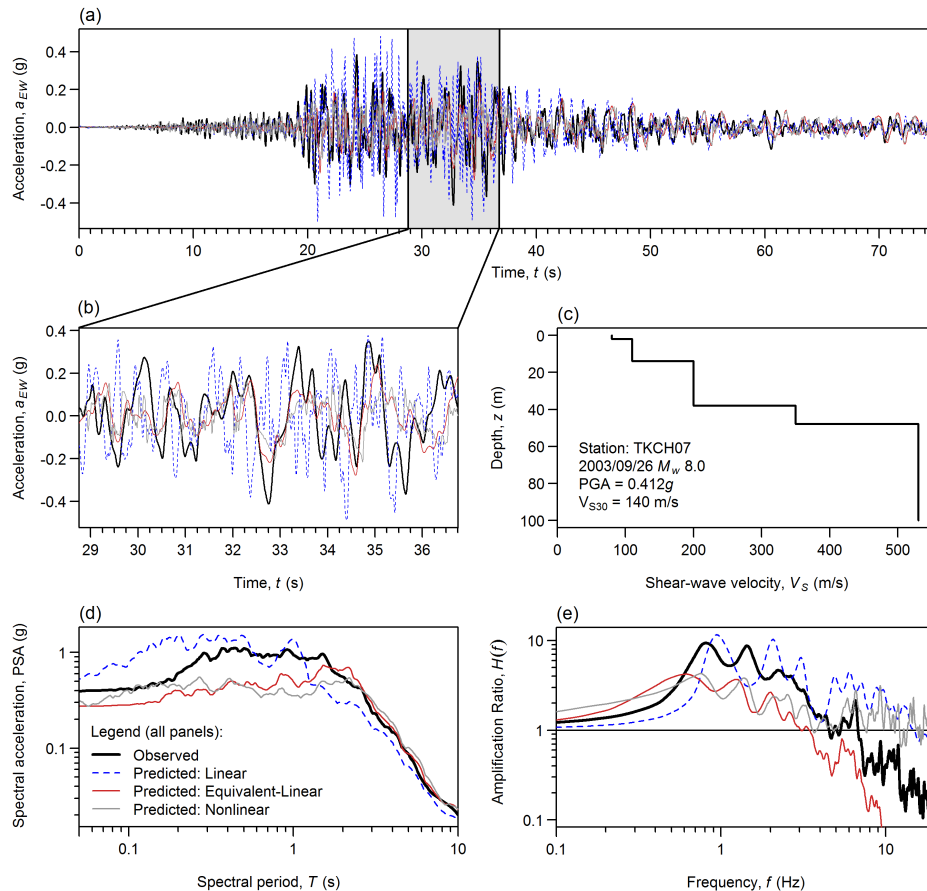 (a)
Acceleration, a_EW (g)
0.4
0.2
0.0
-0.2
-0.4
0 10 20 30 40 50 60 70
Time, t (s)
(b)
Acceleration, a_EW (g)
0.4
0.2
0.0
-0.2
-0.4
29 30 31 32 33 34 35 36
Time, t (s)
(c)
Depth, z (m)
0
20
40
60
80
100
Station: TKCH07
2003/09/26 M_w 8.0
PGA = 0.412g
V_S30 = 140 m/s
0 100 200 300 400 500
Shear-wave velocity, V_S (m/s)
(d)
Spectral acceleration, PSA (g)
1
0.1
Legend (all panels):
Observed
Predicted: Linear
Predicted: Equivalent-Linear
Predicted: Nonlinear
0.1 1 10
Spectral period, T (s)
(e)
Amplification Ratio, H(f)
10
1
0.1
0.1 1 10
Frequency, f (Hz)